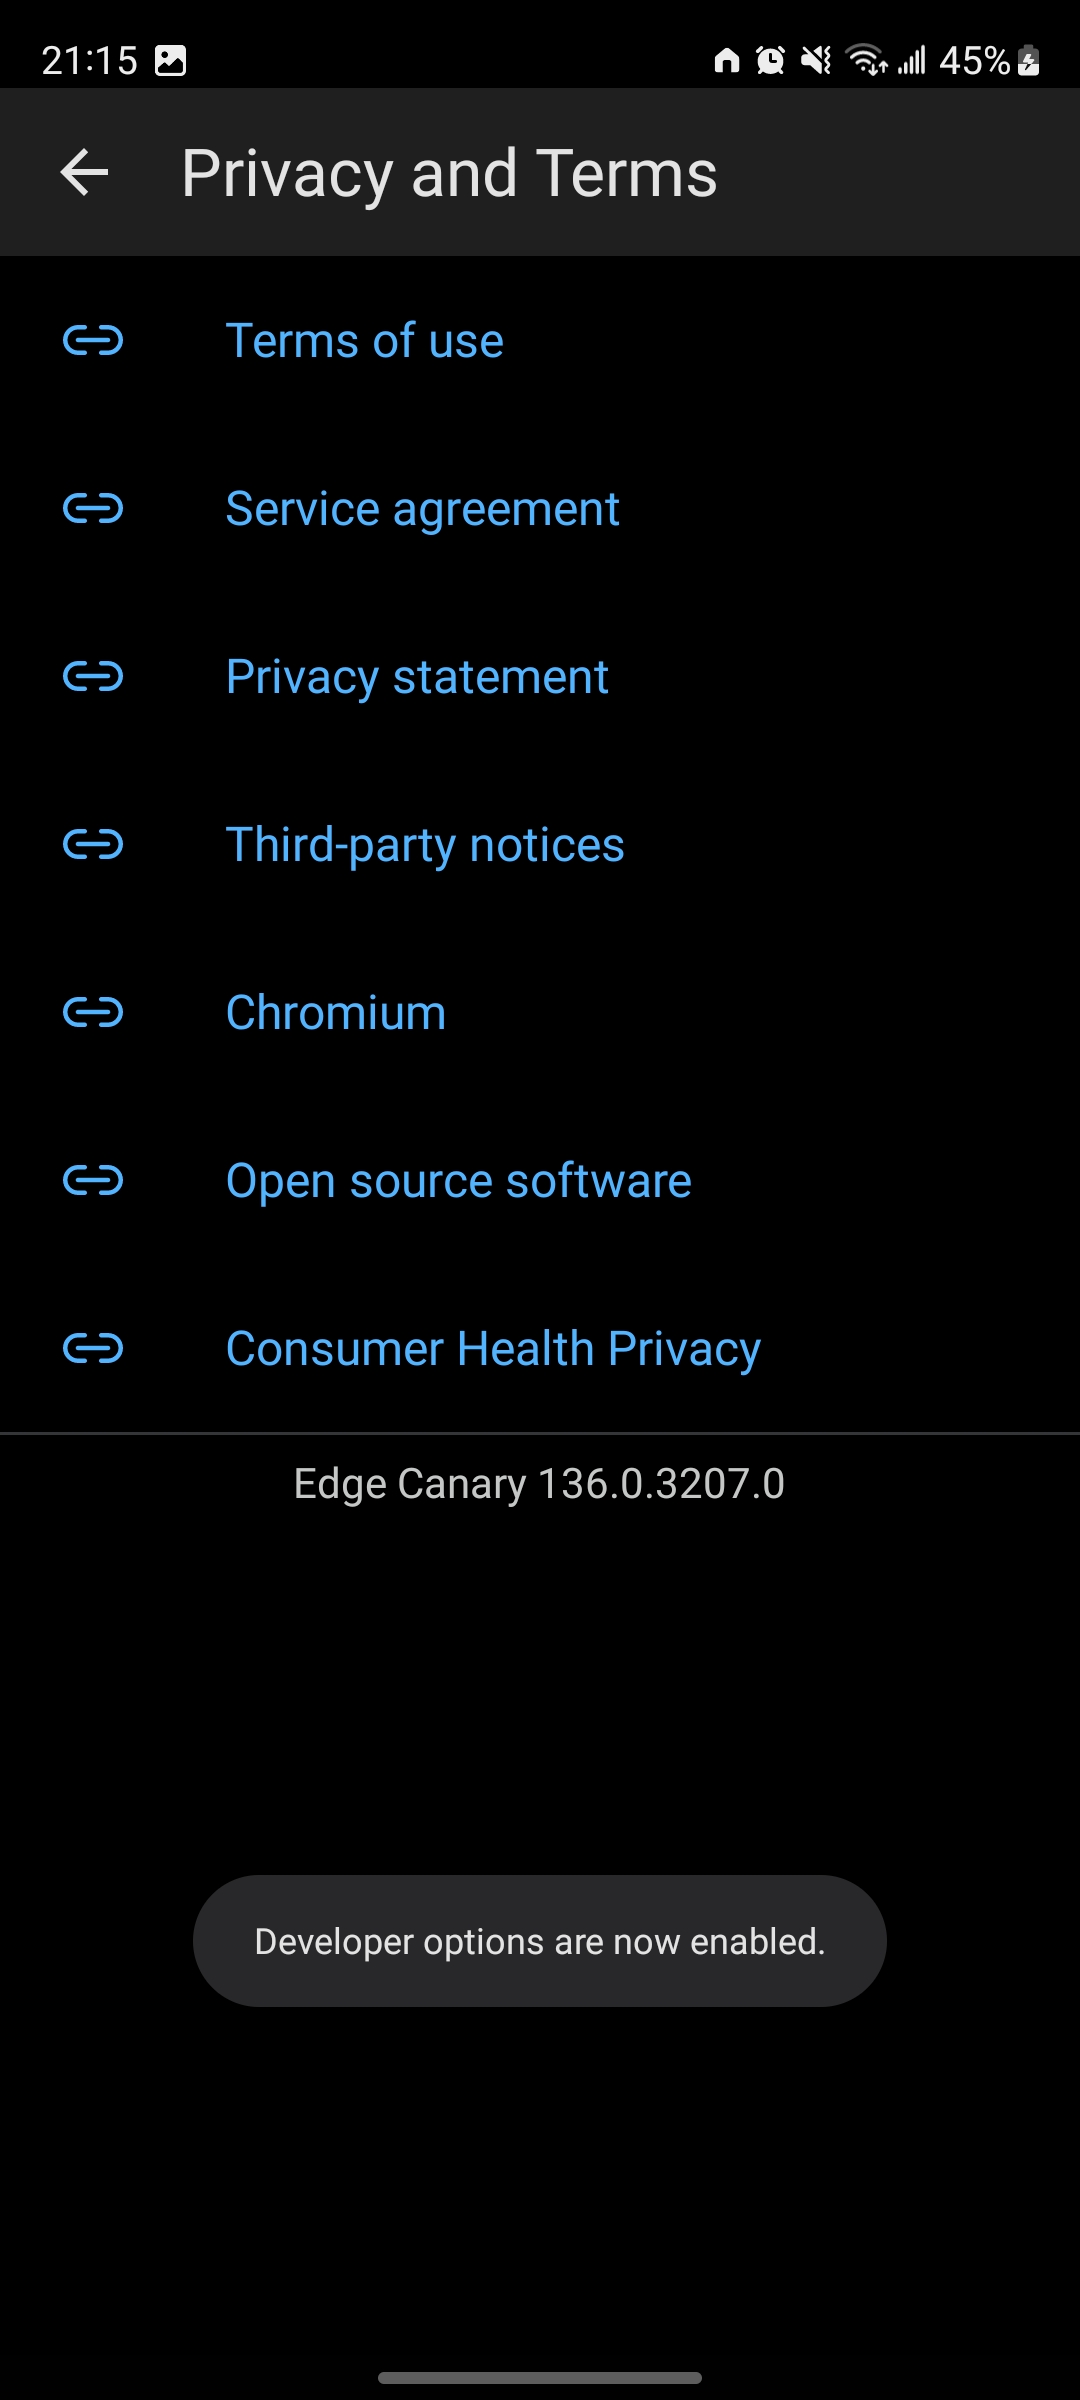 21:15
45%
Privacy and Terms
Terms of use
Service agreement
Privacy statement
Third-party notices
Chromium
Open source software
Consumer Health Privacy
Edge Canary 136.0.3207.0
Developer options are now enabled.